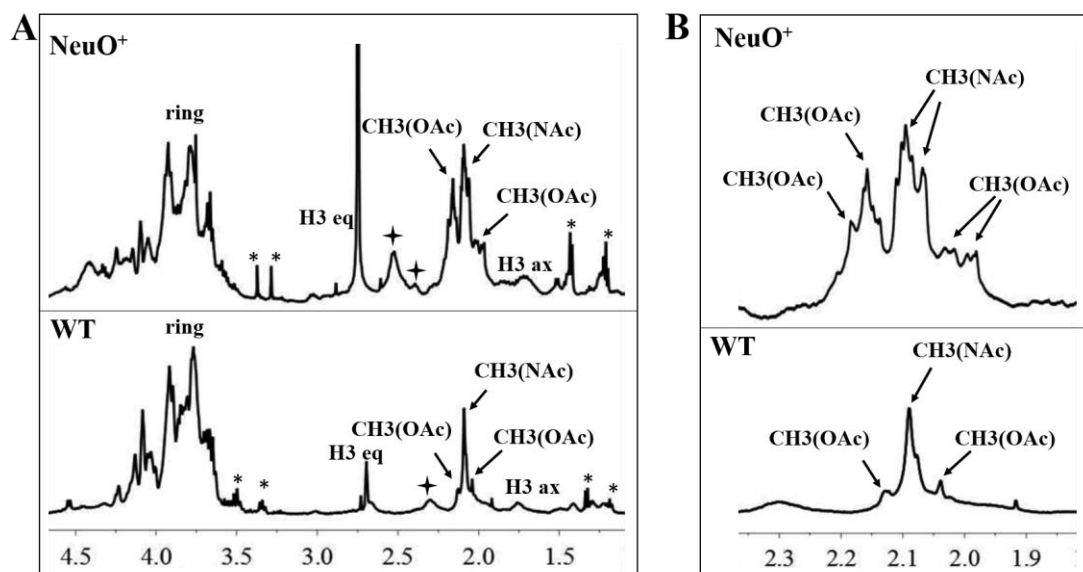 A
NeuO+
ring
CH3(OAc)
CH3(NAc)
CH3(OAc)
H3 eq
H3 ax
*
*
*
*
WT
ring
CH3(NAc)
CH3(OAc)
CH3(OAc)
H3 eq
H3 ax
*
*
*
*
4.5 4.0 3.5 3.0 2.5 2.0 1.5
B
NeuO+
CH3(NAc)
CH3(OAc)
CH3(OAc)
CH3(OAc)
WT
CH3(NAc)
CH3(OAc)
CH3(OAc)
2.3 2.2 2.1 2.0 1.9